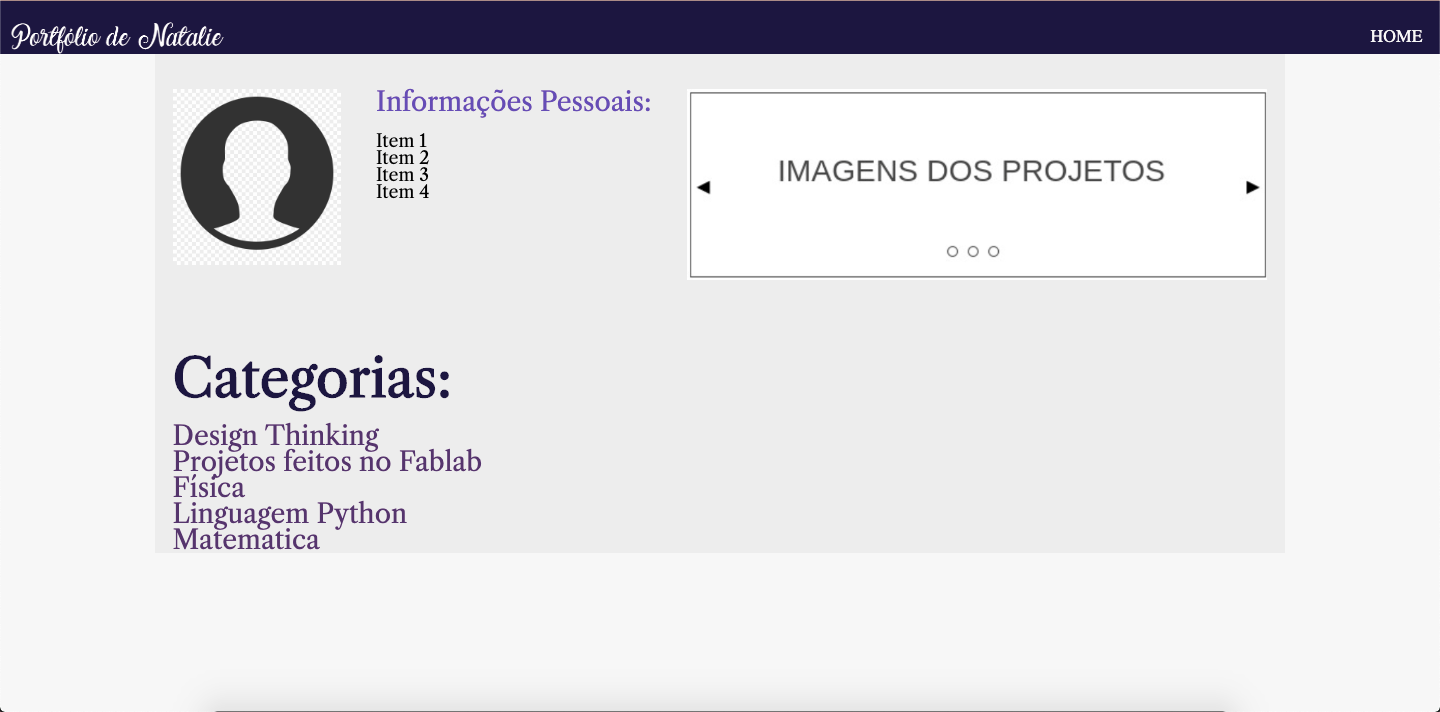 Portfólio de Natalie
HOME
Informações Pessoais:
Item 1
Item 2
Item 3
Item 4
IMAGENS DOS PROJETOS
Categorias:
Design Thinking
Projetos feitos no Fablab
Física
Linguagem Python
Matematica